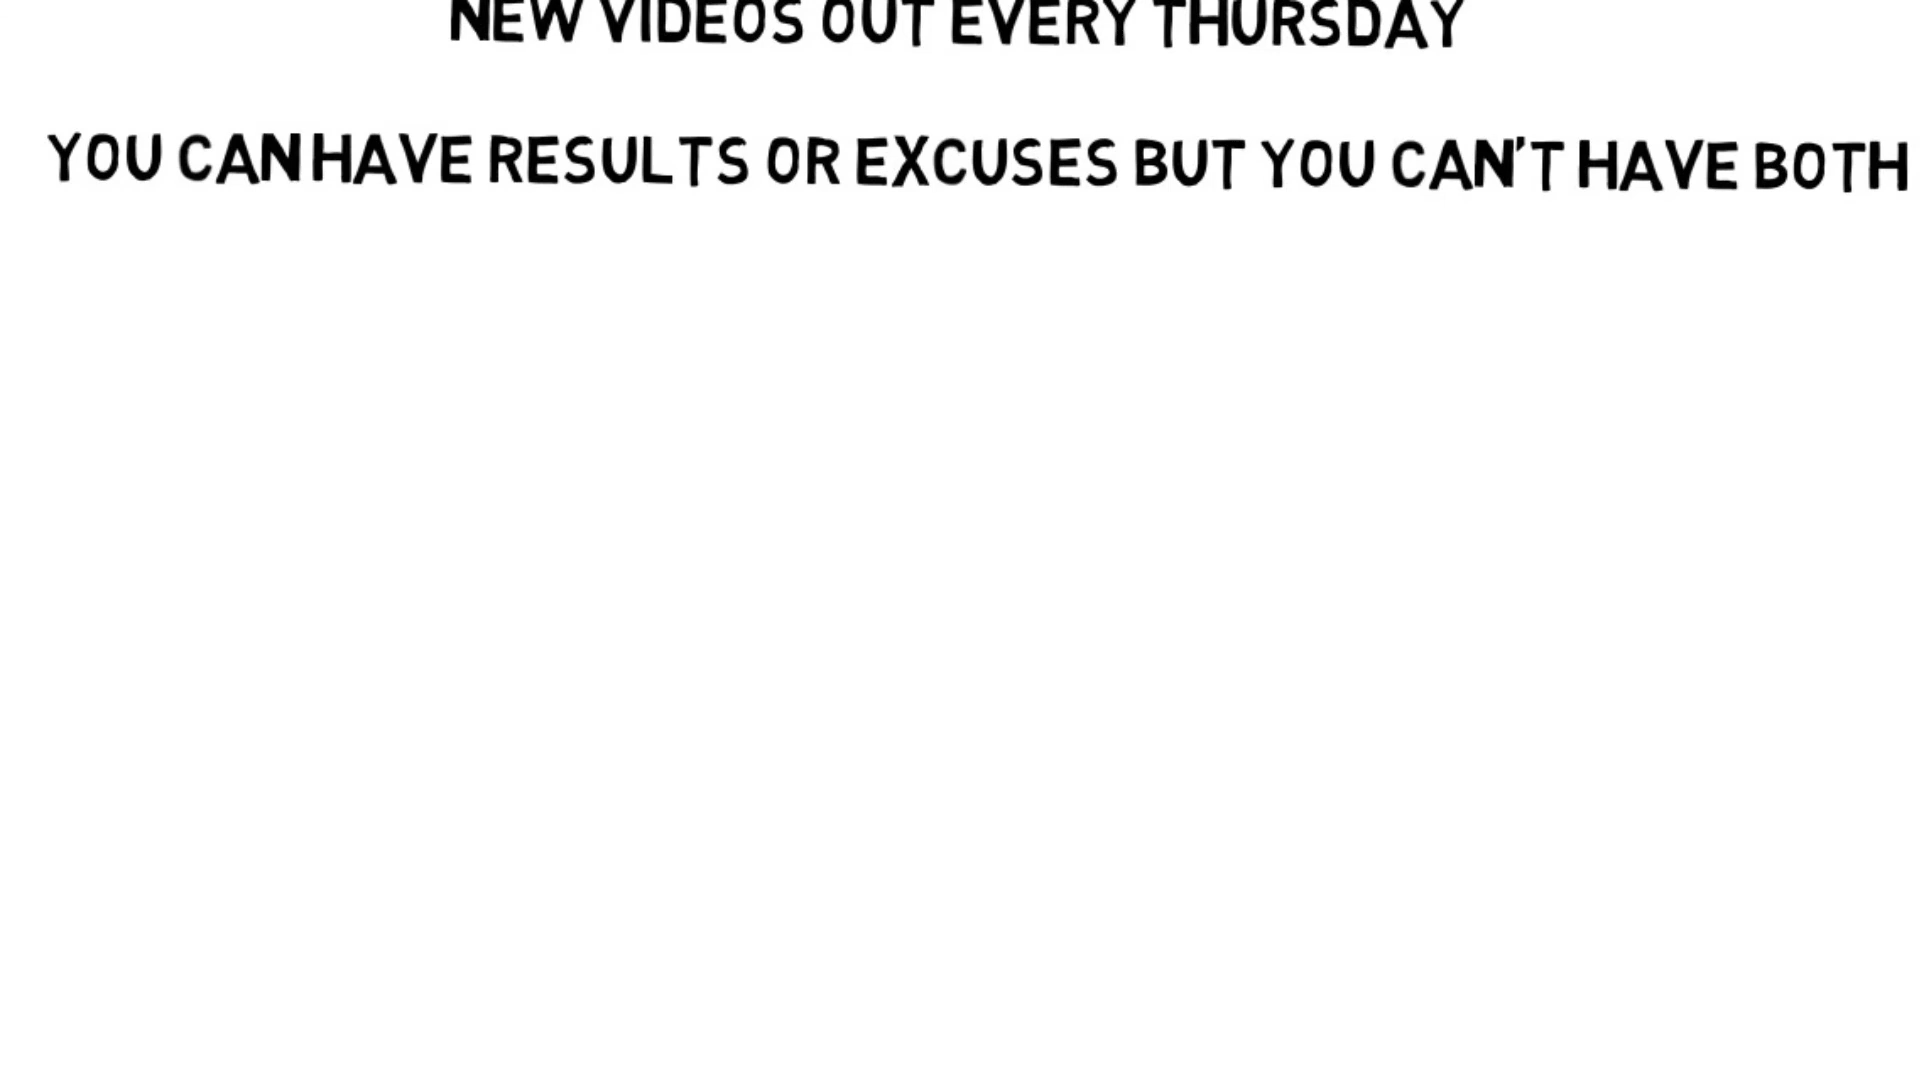 NEW VIDEOS OUT EVERY THURSDAY
YOU CAN HAVE RESULTS OR EXCUSES BUT YOU CAN'T HAVE BOTH